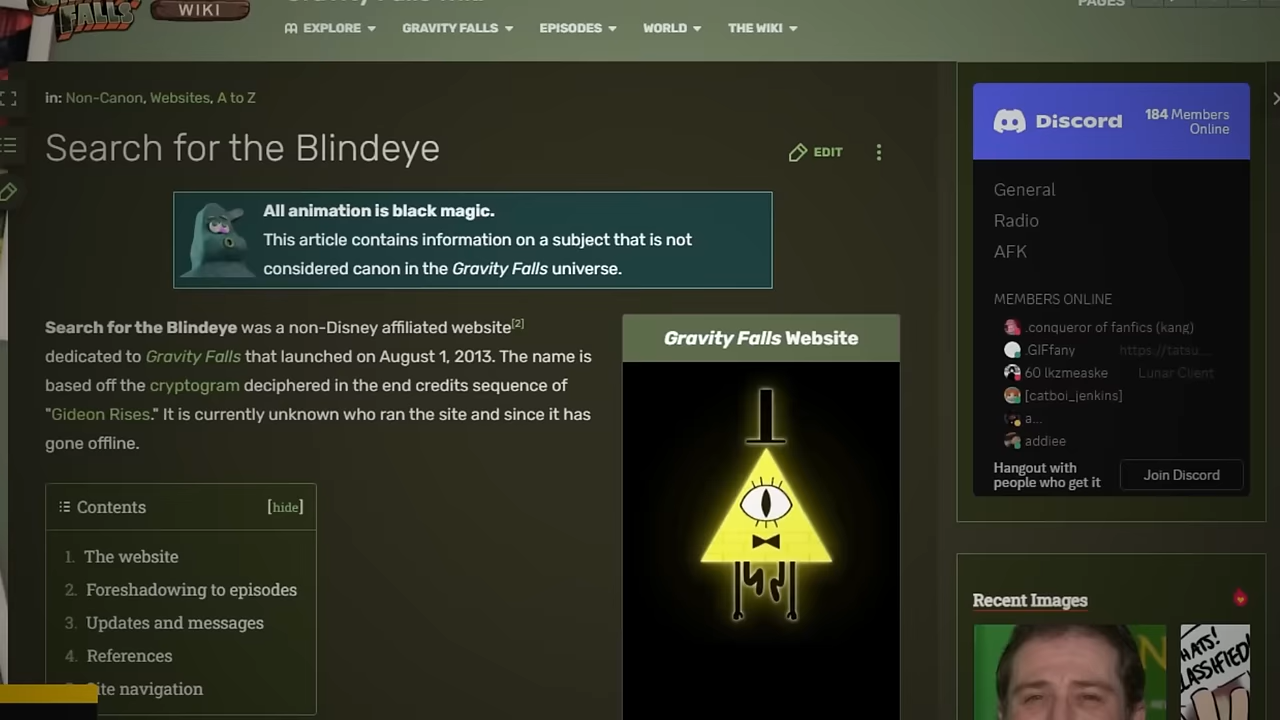 FALLS
WIKI
EXPLORE
GRAVITY FALLS
EPISODES
WORLD
THE WIKI
PAGES
in: Non-Canon, Websites, A to Z
Search for the Blindeye
EDIT
All animation is black magic.
This article contains information on a subject that is not
considered canon in the Gravity Falls universe.
Search for the Blindeye was a non-Disney affiliated website[2]
dedicated to Gravity Falls that launched on August 1, 2013. The name is
based off the cryptogram deciphered in the end credits sequence of
"Gideon Rises." It is currently unknown who ran the site and since it has
gone offline.
Contents [hide]
1. The website
2. Foreshadowing to episodes
3. Updates and messages
4. References
Site navigation
Gravity Falls Website
Discord
184 Members
Online
General
Radio
AFK
MEMBERS ONLINE
.conqueror of fanfics (kang)
.GIFfany https://tatsu....
60 lkzmeaske Lunar Client
[catboi_jenkins]
a...
addiee
Hangout with
people who get it
Join Discord
Recent Images